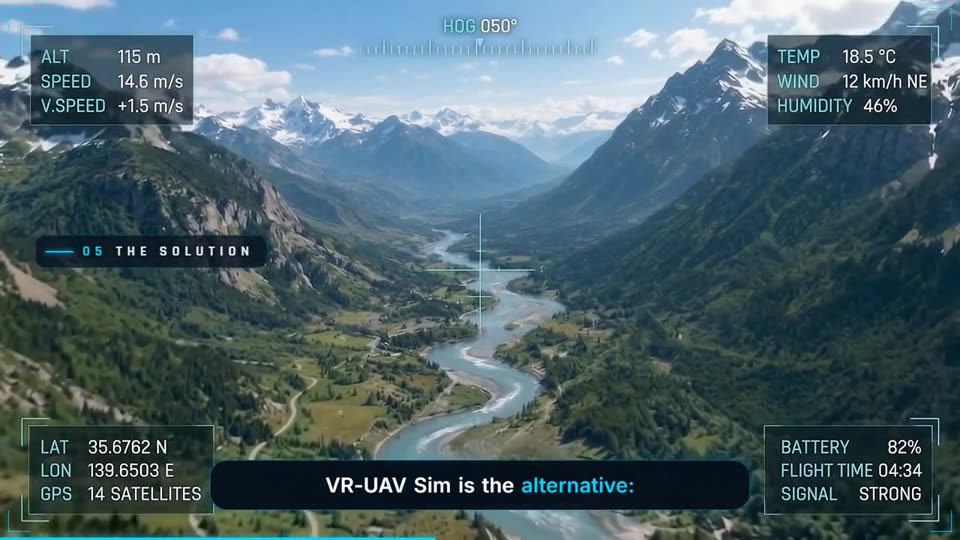 HOG 050°
ALT 115 m
SPEED 14.6 m/s
V.SPEED +1.5 m/s
TEMP 18.5 °C
WIND 12 km/h NE
HUMIDITY 46%
05 THE SOLUTION
LAT 35.6762 N
LON 139.6503 E
GPS 14 SATELLITES
BATTERY 82%
FLIGHT TIME 04:34
SIGNAL STRONG
VR-UAV Sim is the alternative: